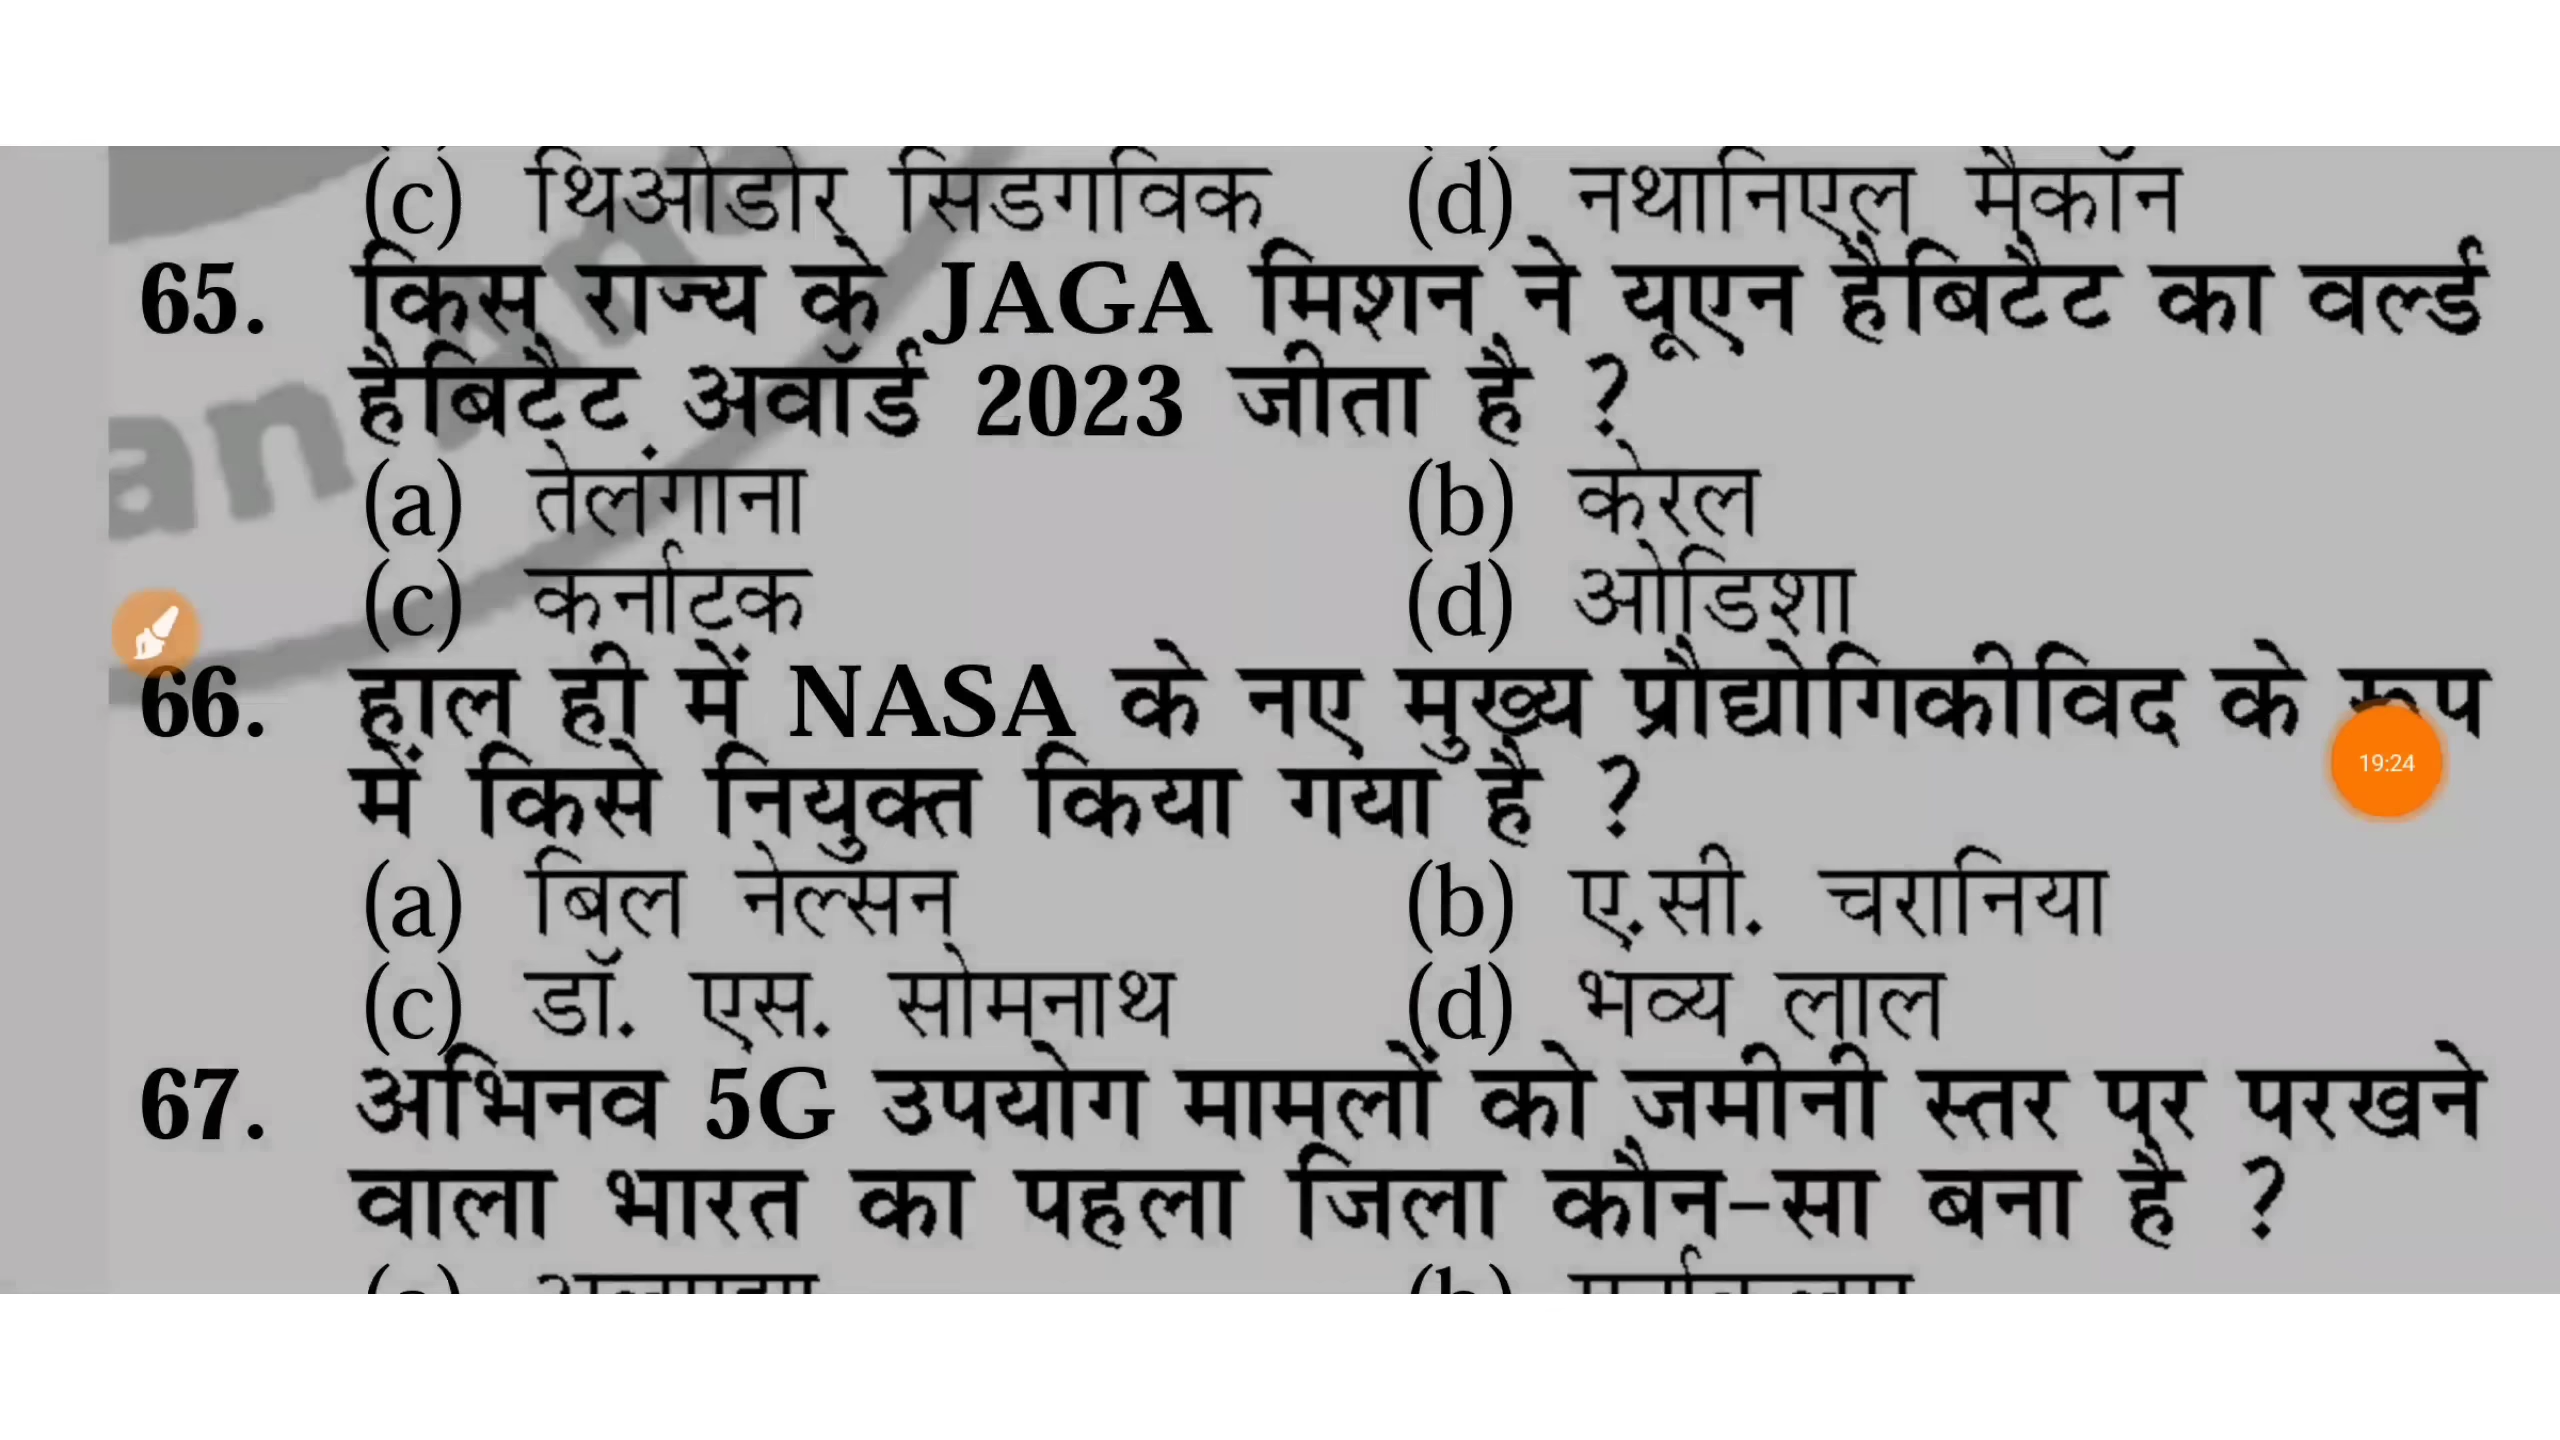 (c) थिओडोर सिडगविक (d) नथानिएल मैकॉन
65. किस राज्य के JAGA मिशन ने यूएन हैबिटैट का वर्ल्ड
हैबिटैट अवॉर्ड 2023 जीता है ?
(a) तेलंगाना (b) केरल
(c) कर्नाटक (d) ओडिशा
66. हाल ही में NASA के नए मुख्य प्रौद्योगिकीविद के रूप
19:24
में किसे नियुक्त किया गया है ?
(a) बिल नेल्सन (b) ए.सी. चरानिया
(c) डॉ. एस. सोमनाथ (d) भव्य लाल
67. अभिनव 5G उपयोग मामलों को जमीनी स्तर पर परखने
वाला भारत का पहला जिला कौन-सा बना है ?